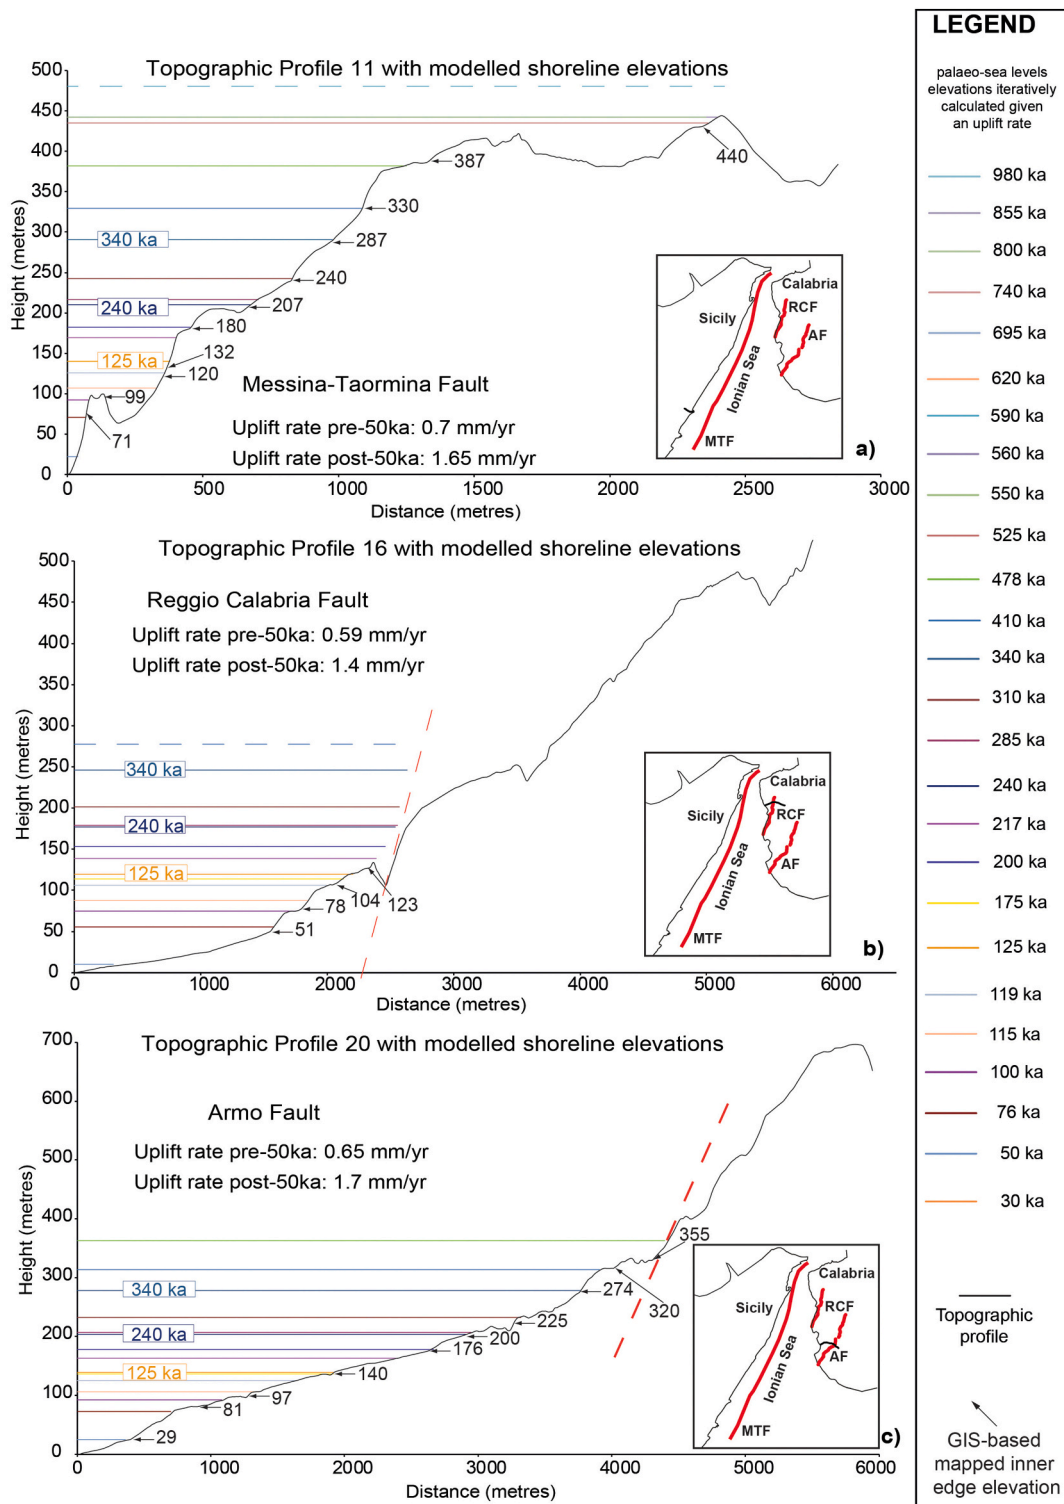 Topographic Profile 11 with modelled shoreline elevations
Height (metres)
500
450
400
350
300
250
200
150
100
50
0
340 ka
240 ka
125 ka
71
99
120
132
180
207
240
287
330
387
440
Messina-Taormina Fault
Uplift rate pre-50ka: 0.7 mm/yr
Uplift rate post-50ka: 1.65 mm/yr
Calabria
RCF
Sicily
AF
Ionian Sea
MTF
a)
0
500
1000
1500
2000
2500
3000
Distance (metres)
Topographic Profile 16 with modelled shoreline elevations
Reggio Calabria Fault
Uplift rate pre-50ka: 0.59 mm/yr
Uplift rate post-50ka: 1.4 mm/yr
Height (metres)
500
450
400
350
300
250
200
150
100
50
0
340 ka
240 ka
125 ka
51
78
104
123
Calabria
Sicily
RCF
AF
Ionian Sea
MTF
b)
0
1000
2000
3000
4000
5000
6000
Distance (metres)
Topographic Profile 20 with modelled shoreline elevations
Armo Fault
Uplift rate pre-50ka: 0.65 mm/yr
Uplift rate post-50ka: 1.7 mm/yr
Height (metres)
700
600
500
400
300
200
100
0
340 ka
240 ka
125 ka
29
81
97
140
176
200
225
274
320
355
Calabria
Sicily
RCF
AF
Ionian Sea
MTF
c)
0
1000
2000
3000
4000
5000
6000
Distance (metres)
LEGEND
palaeo-sea levels
elevations iteratively
calculated given
an uplift rate
980 ka
855 ka
800 ka
740 ka
695 ka
620 ka
590 ka
560 ka
550 ka
525 ka
478 ka
410 ka
340 ka
310 ka
285 ka
240 ka
217 ka
200 ka
175 ka
125 ka
119 ka
115 ka
100 ka
76 ka
50 ka
30 ka
Topographic
profile
GIS-based
mapped inner
edge elevation